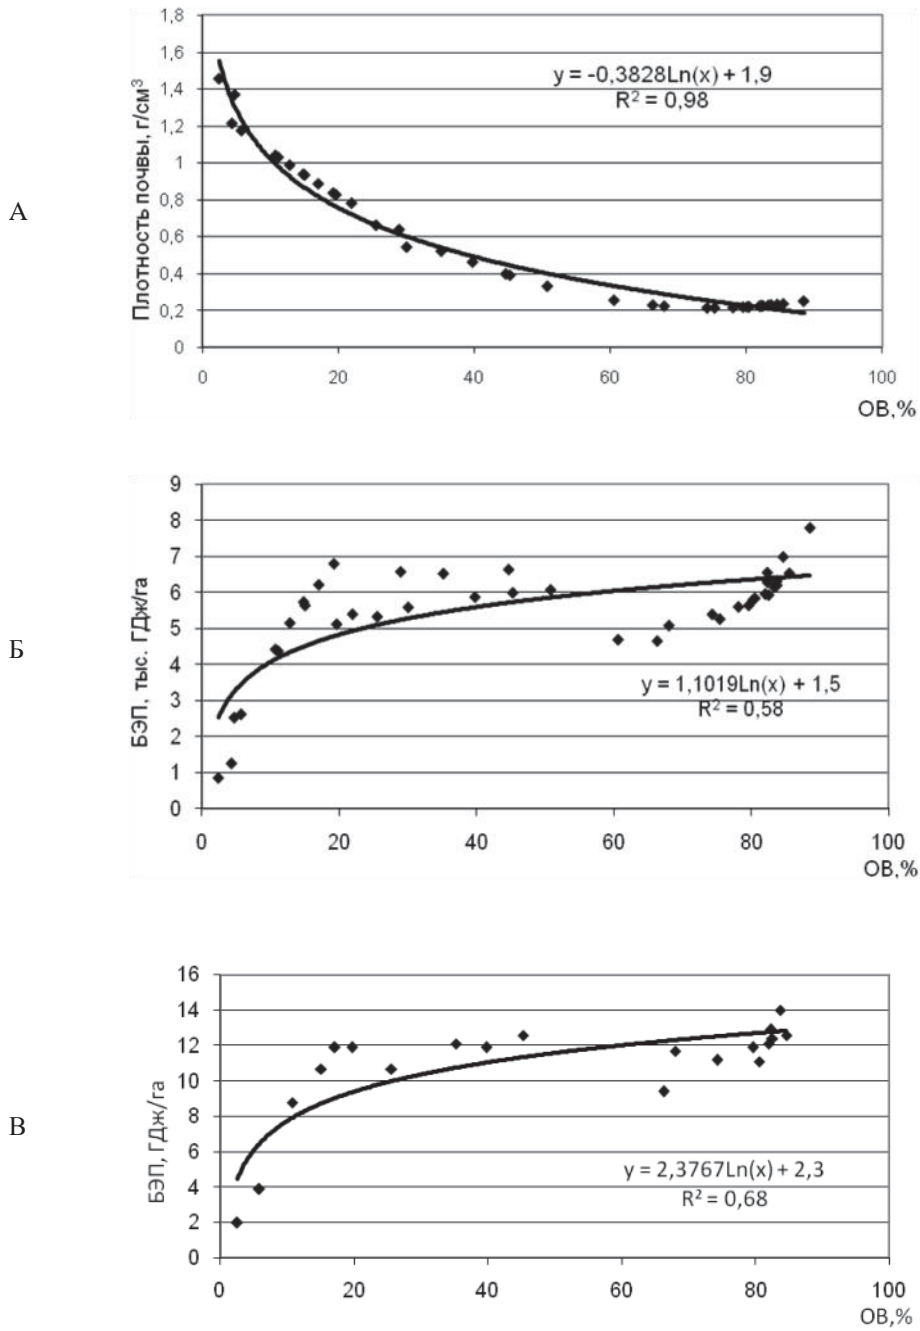 А
Плотность почвы, г/см³
1,8
1,6
1,4
1,2
1
0,8
0,6
0,4
0,2
0
y = -0,3828Ln(x) + 1,9
R² = 0,98
0 20 40 60 80 100
ОВ,%
Б
БЭП, тыс. ГДж/га
9
8
7
6
5
4
3
2
1
0
y = 1,1019Ln(x) + 1,5
R² = 0,58
0 20 40 60 80 100
ОВ,%
В
БЭП, ГДж/га
16
14
12
10
8
6
4
2
0
y = 2,3767Ln(x) + 2,3
R² = 0,68
0 20 40 60 80 100
ОВ,%